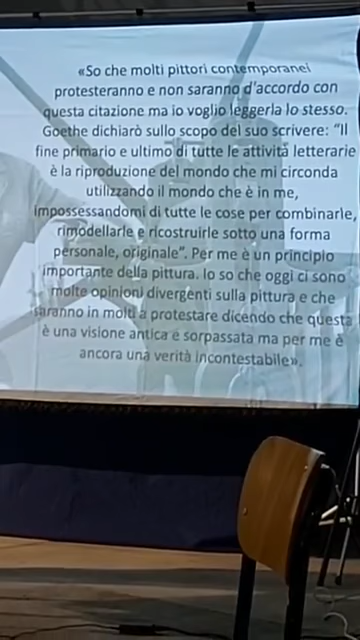 «So che molti pittori contemporanei
protesteranno e non saranno d'accordo con
questa citazione ma io voglio leggerla lo stesso.
Goethe dichiarò sullo scopo del suo scrivere: "Il
fine primario e ultimo di tutte le attività letterarie
è la riproduzione del mondo che mi circonda
utilizzando il mondo che è in me,
impossessandomi di tutte le cose per combinarle,
rimodellarle e ricostruirle sotto una forma
personale, originale". Per me è un principio
importante della pittura. Io so che oggi ci sono
molte opinioni divergenti sulla pittura e che
saranno in molti a protestare dicendo che questa
è una visione antica e sorpassata ma per me è
ancora una verità incontestabile».